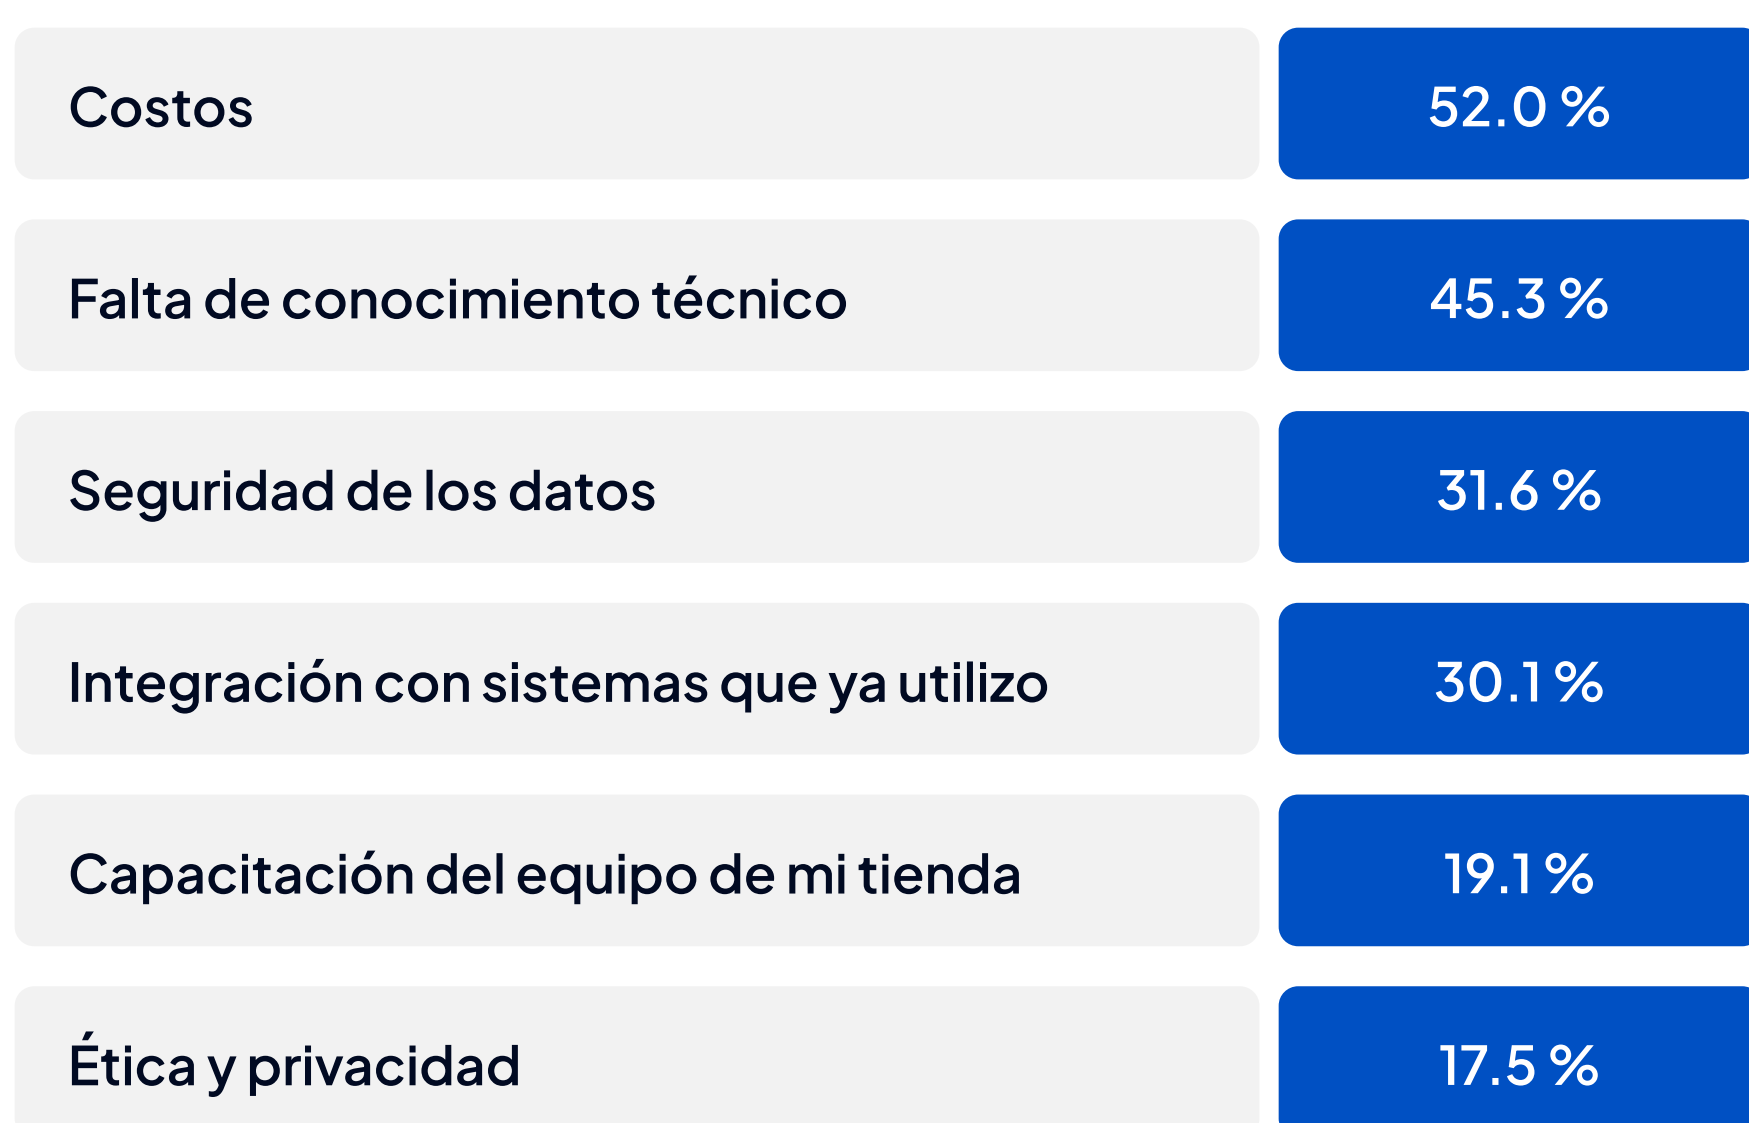 Costos 52.0 %
Falta de conocimiento técnico 45.3 %
Seguridad de los datos 31.6 %
Integración con sistemas que ya utilizo 30.1 %
Capacitación del equipo de mi tienda 19.1 %
Ética y privacidad 17.5 %